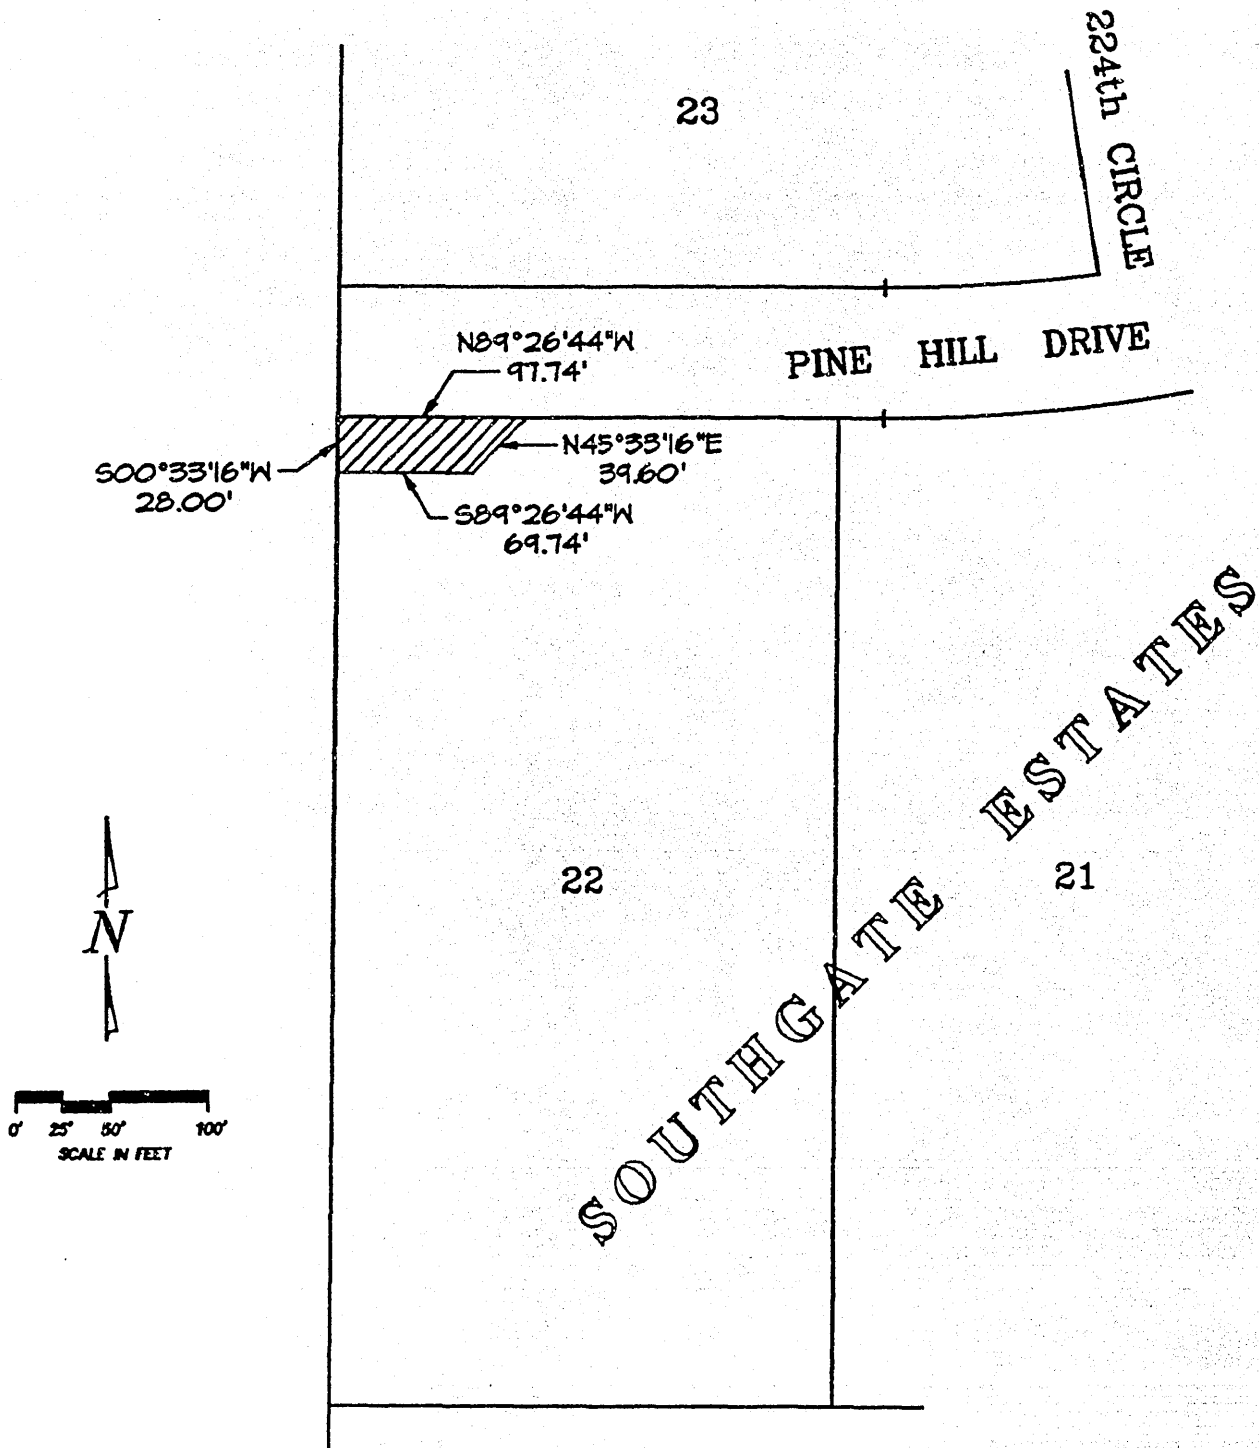 224th CIRCLE
23
N89°26'44"W
97.74'
PINE HILL DRIVE
N45°33'16"E
39.60'
S00°33'16"W
28.00'
S89°26'44"W
69.74'
SOUTHGATE ESTATES
22
21
N
0' 25' 50' 100'
SCALE IN FEET